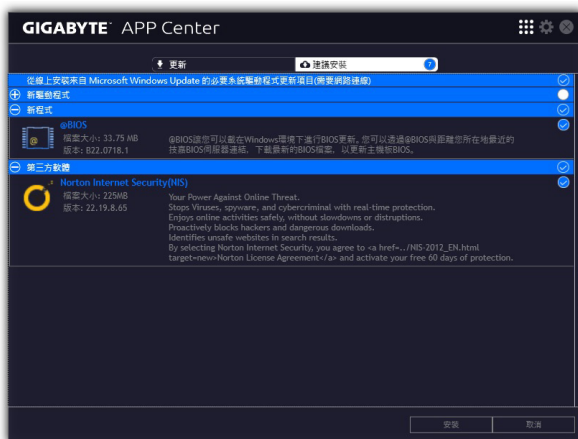 GIGABYTE™ APP Center
更新
建議安裝 7
從線上安裝來自 Microsoft Windows Update 的必要系統驅動程式更新項目(需要網路連線)
新驅動程式
新程式
@BIOS
檔案大小: 33.75 MB
版本: B22.0718.1
@BIOS讓您可以載在Windows環境下進行BIOS更新, 您可以透過@BIOS與距離您所在地最近的
技嘉BIOS伺服器連結, 下載最新的BIOS檔案, 以更新主機板BIOS。
第三方軟體
Norton Internet Security(NIS)
檔案大小: 225MB
版本: 22.19.8.65
Your Power Against Online Threat.
Stops Viruses, spyware, and cybercriminal with real-time protection.
Enjoys online activities safely, without slowdowns or distruptions.
Proactively blocks hackers and dangerous downloads.
Identifies unsafe websites in search results.
By selecting Norton Internet Security, you agree to <a href=../NIS-2012_EN.html
target=new>Norton License Agreement</a> and activate your free 60 days of protection.
安裝
取消